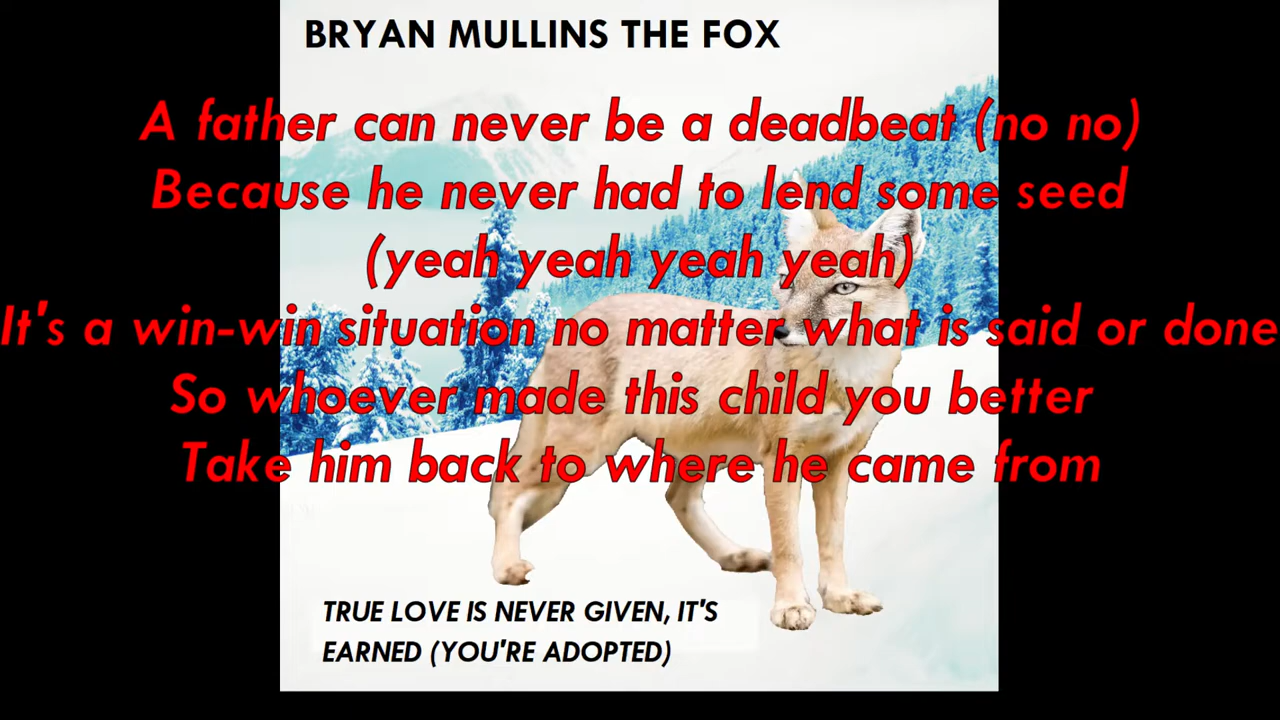 BRYAN MULLINS THE FOX
A father can never be a deadbeat (no no)
Because he never had to lend some seed
(yeah yeah yeah yeah)
It's a win-win situation no matter what is said or done
So whoever made this child you better
Take him back to where he came from
TRUE LOVE IS NEVER GIVEN, IT'S
EARNED (YOU'RE ADOPTED)